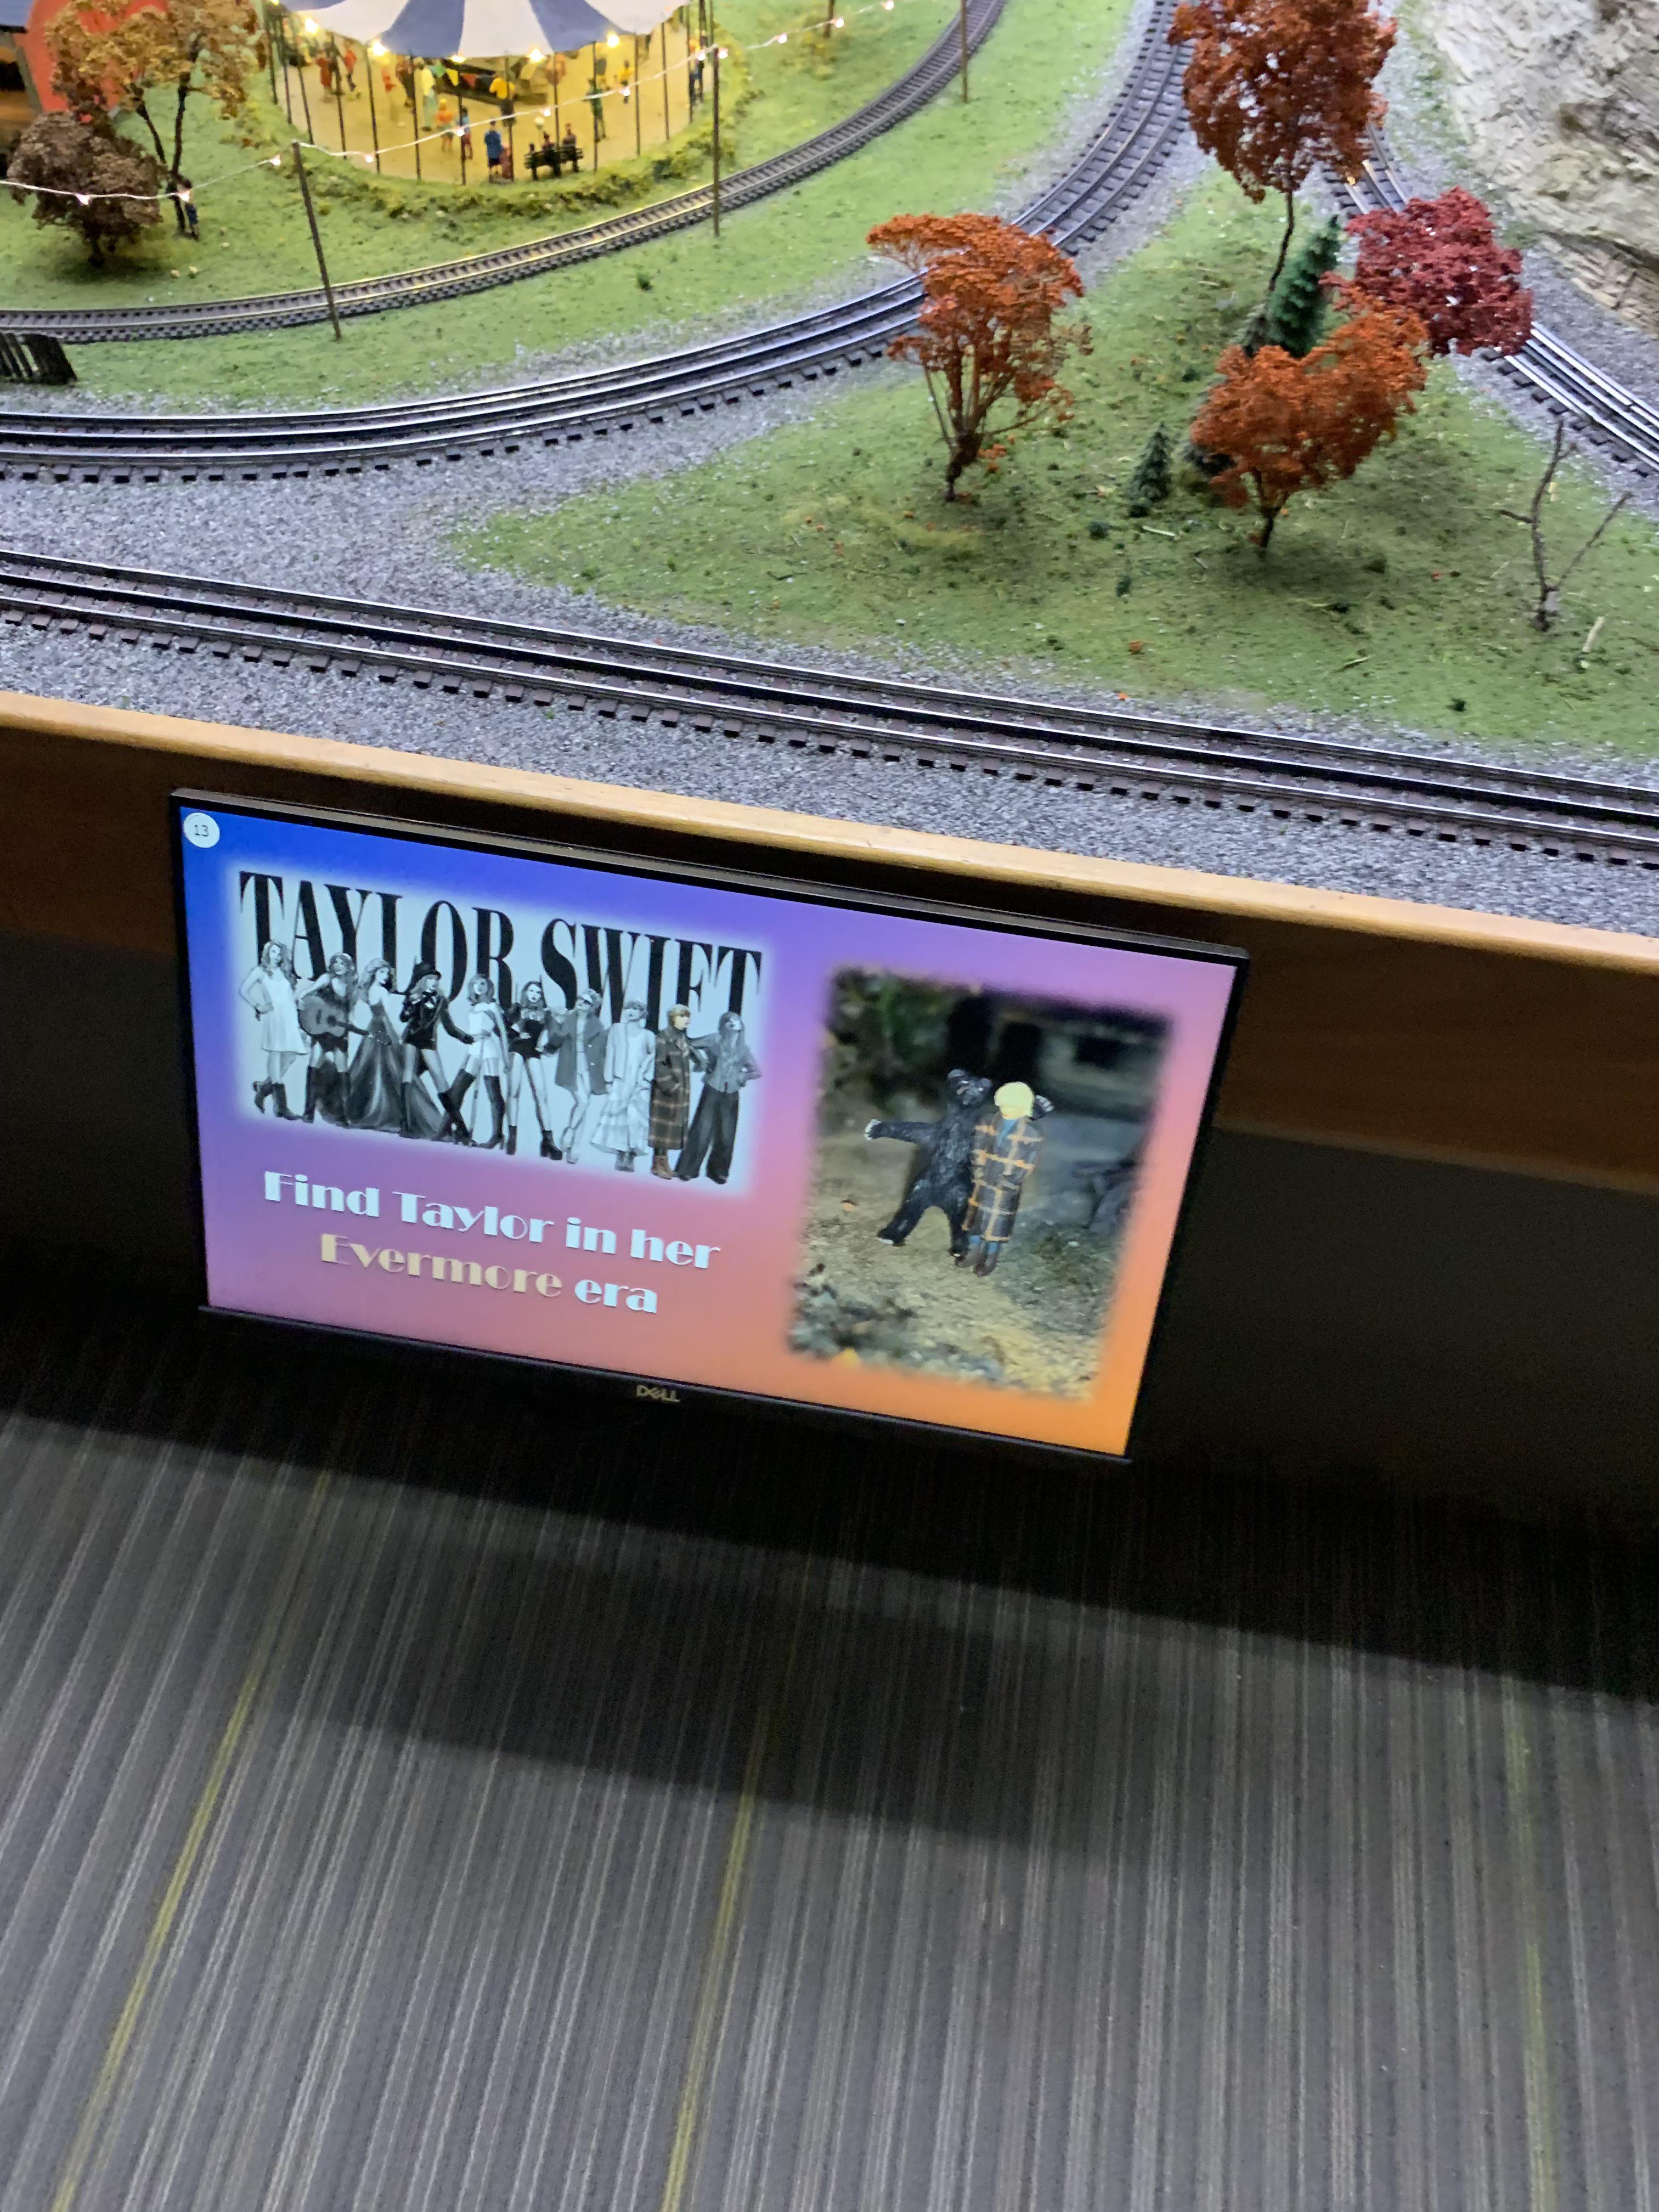 13
TAYLOR SWIFT
Find Taylor in her
Evermore era
DELL